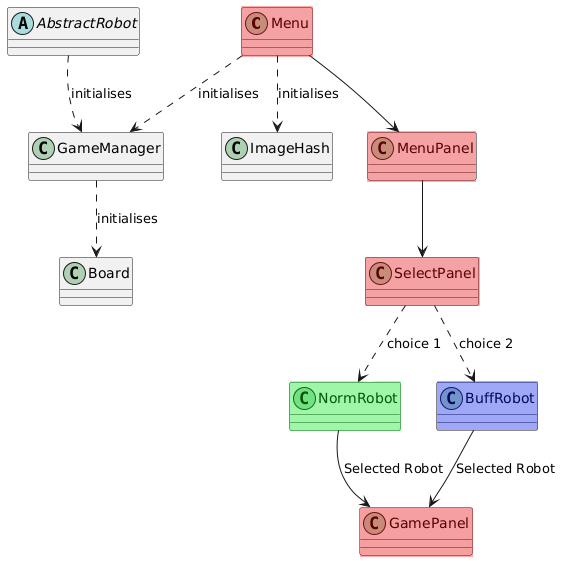 A AbstractRobot
C Menu
initialises
initialises
initialises
C GameManager
C ImageHash
C MenuPanel
initialises
C Board
C SelectPanel
choice 1
choice 2
C NormRobot
C BuffRobot
Selected Robot
Selected Robot
C GamePanel